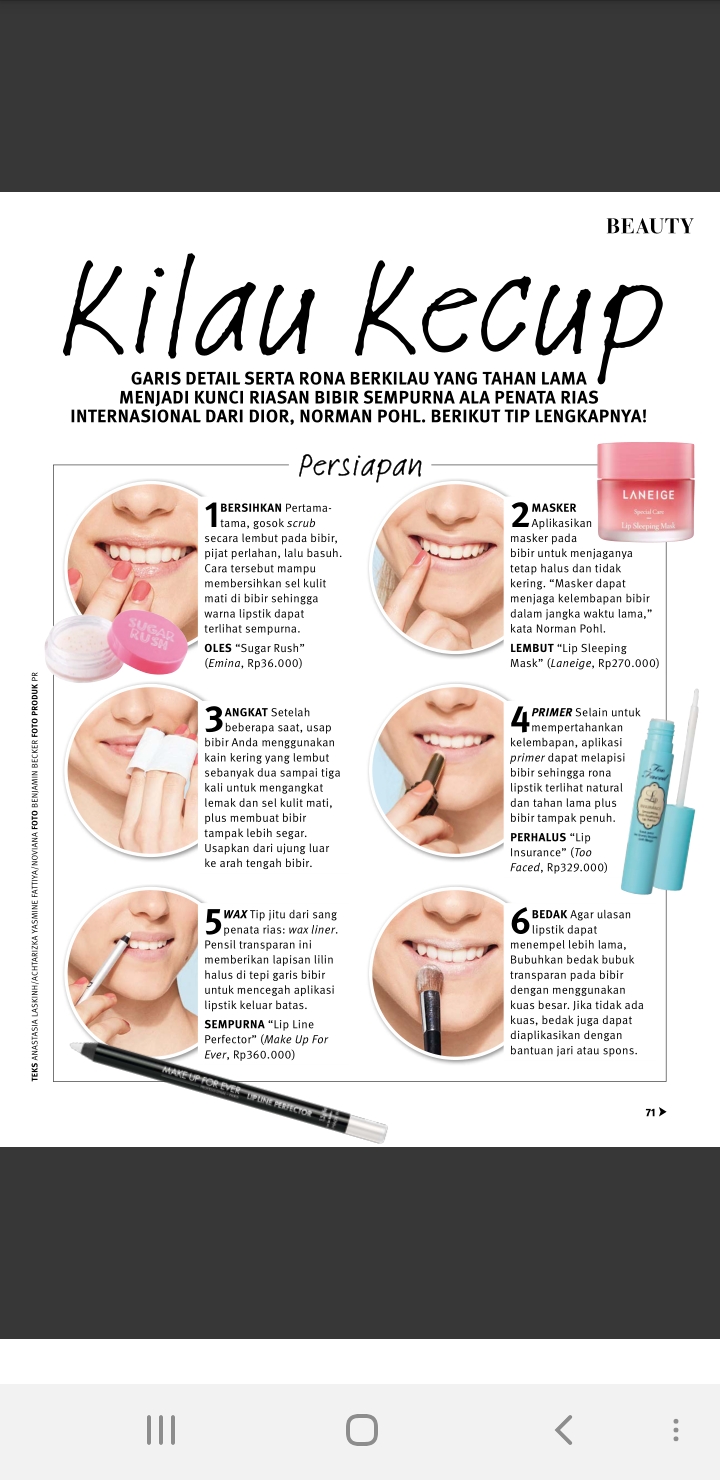 BEAUTY
Kilau Kecup
GARIS DETAIL SERTA RONA BERKILAU YANG TAHAN LAMA
MENJADI KUNCI RIASAN BIBIR SEMPURNA ALA PENATA RIAS
INTERNASIONAL DARI DIOR, NORMAN POHL. BERIKUT TIP LENGKAPNYA!
Persiapan
1 BERSIHKAN Pertama-
tama, gosok scrub
secara lembut pada bibir,
pijat perlahan, lalu basuh.
Cara tersebut mampu
membersihkan sel kulit
mati di bibir sehingga
warna lipstik dapat
terlihat sempurna.
OLES “Sugar Rush”
(Emina, Rp36.000)
SUGAR
RUSH
2 MASKER
Aplikasikan
masker pada
bibir untuk menjaganya
tetap halus dan tidak
kering. “Masker dapat
menjaga kelembapan bibir
dalam jangka waktu lama,”
kata Norman Pohl.
LEMBUT “Lip Sleeping
Mask” (Laneige, Rp270.000)
LANEIGE
Special Care
Lip Sleeping Mask
3 ANGKAT Setelah
beberapa saat, usap
bibir Anda menggunakan
kain kering yang lembut
sebanyak dua sampai tiga
kali untuk mengangkat
lemak dan sel kulit mati,
plus membuat bibir
tampak lebih segar.
Usapkan dari ujung luar
ke arah tengah bibir.
4 PRIMER Selain untuk
mempertahankan
kelembapan, aplikasi
primer dapat melapisi
bibir sehingga rona
lipstik terlihat natural
dan tahan lama plus
bibir tampak penuh.
PERHALUS “Lip
Insurance” (Too
Faced, Rp329.000)
Too
Faced
Lip
5 WAX Tip jitu dari sang
penata rias: wax liner.
Pensil transparan ini
memberikan lapisan lilin
halus di tepi garis bibir
untuk mencegah aplikasi
lipstik keluar batas.
SEMPURNA “Lip Line
Perfector” (Make Up For
Ever, Rp360.000)
MAKE UP FOR EVER
LIP LINE PERFECTOR
6 BEDAK Agar ulasan
lipstik dapat
menempel lebih lama,
Bubuhkan bedak bubuk
transparan pada bibir
dengan menggunakan
kuas besar. Jika tidak ada
kuas, bedak juga dapat
diaplikasikan dengan
bantuan jari atau spons.
TEKS ANASTASIA LASKINH/ACHTARIZKA YASMINE FATTIYA/NOVIANA FOTO BENJAMIN BECKER FOTO PRODUK PR
71